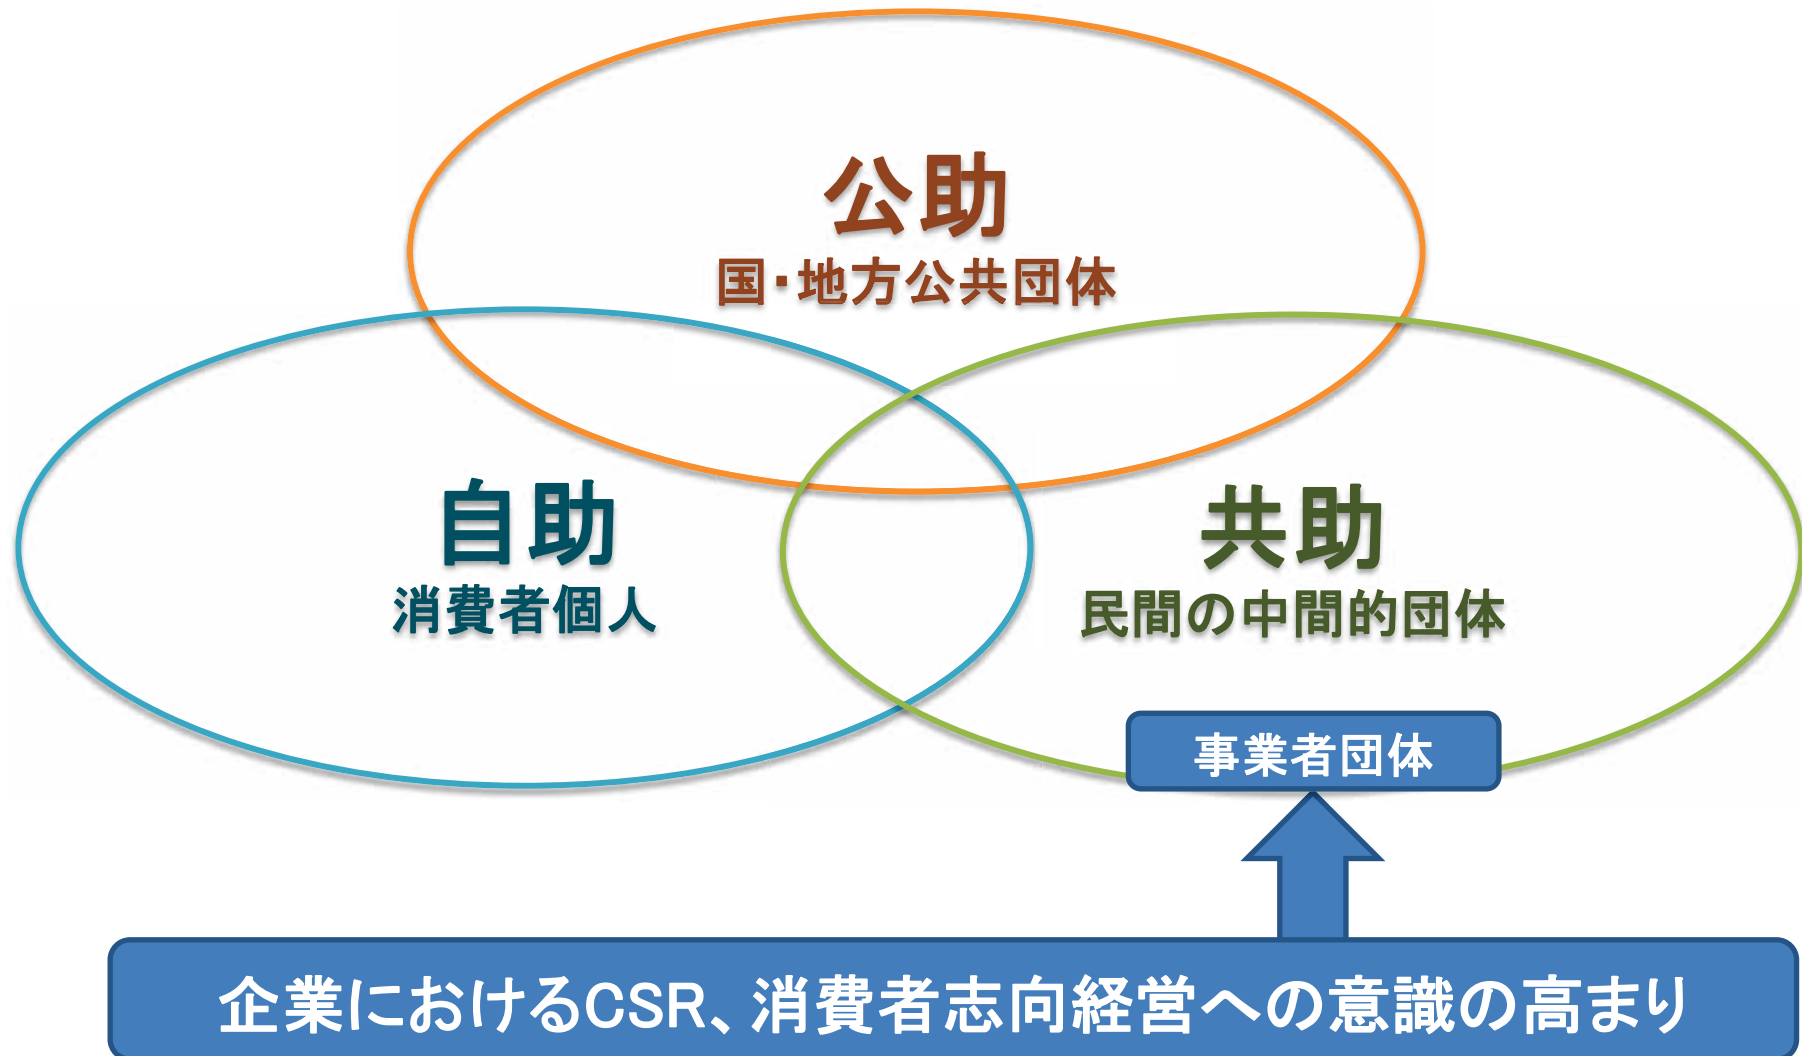 公助
国・地方公共団体
自助
消費者個人
共助
民間の中間的団体
事業者団体
企業におけるCSR、消費者志向経営への意識の高まり